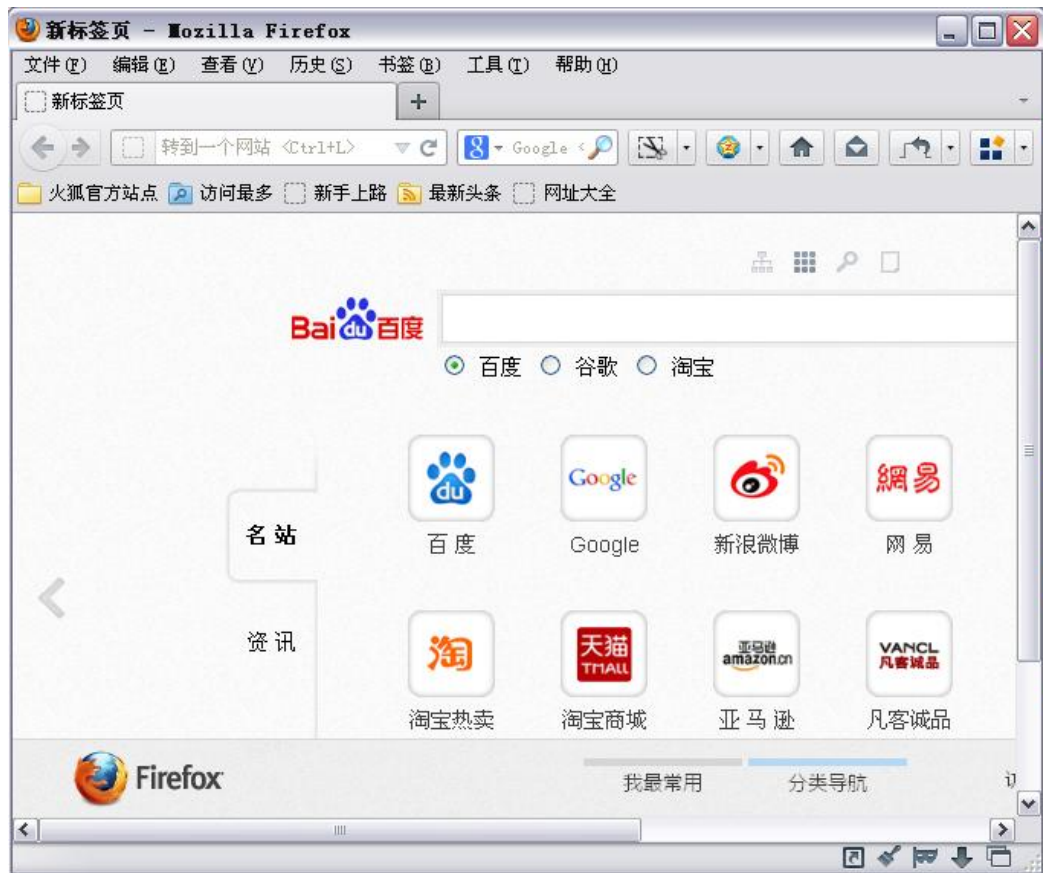 新标签页 - Mozilla Firefox
文件(F) 编辑(E) 查看(V) 历史(S) 书签(B) 工具(T) 帮助(H)
新标签页
转到一个网站 <Ctrl+L> Google <
火狐官方站点 访问最多 新手上路 最新头条 网址大全
Bai du 百度
百度 谷歌 淘宝
du Google 網易
名站 百度 Google 新浪微博 网易
资讯 淘 天猫 TMALL 亚马逊 amazon.cn VANCL 凡客诚品
淘宝热卖 淘宝商城 亚马逊 凡客诚品
Firefox 我最常用 分类导航